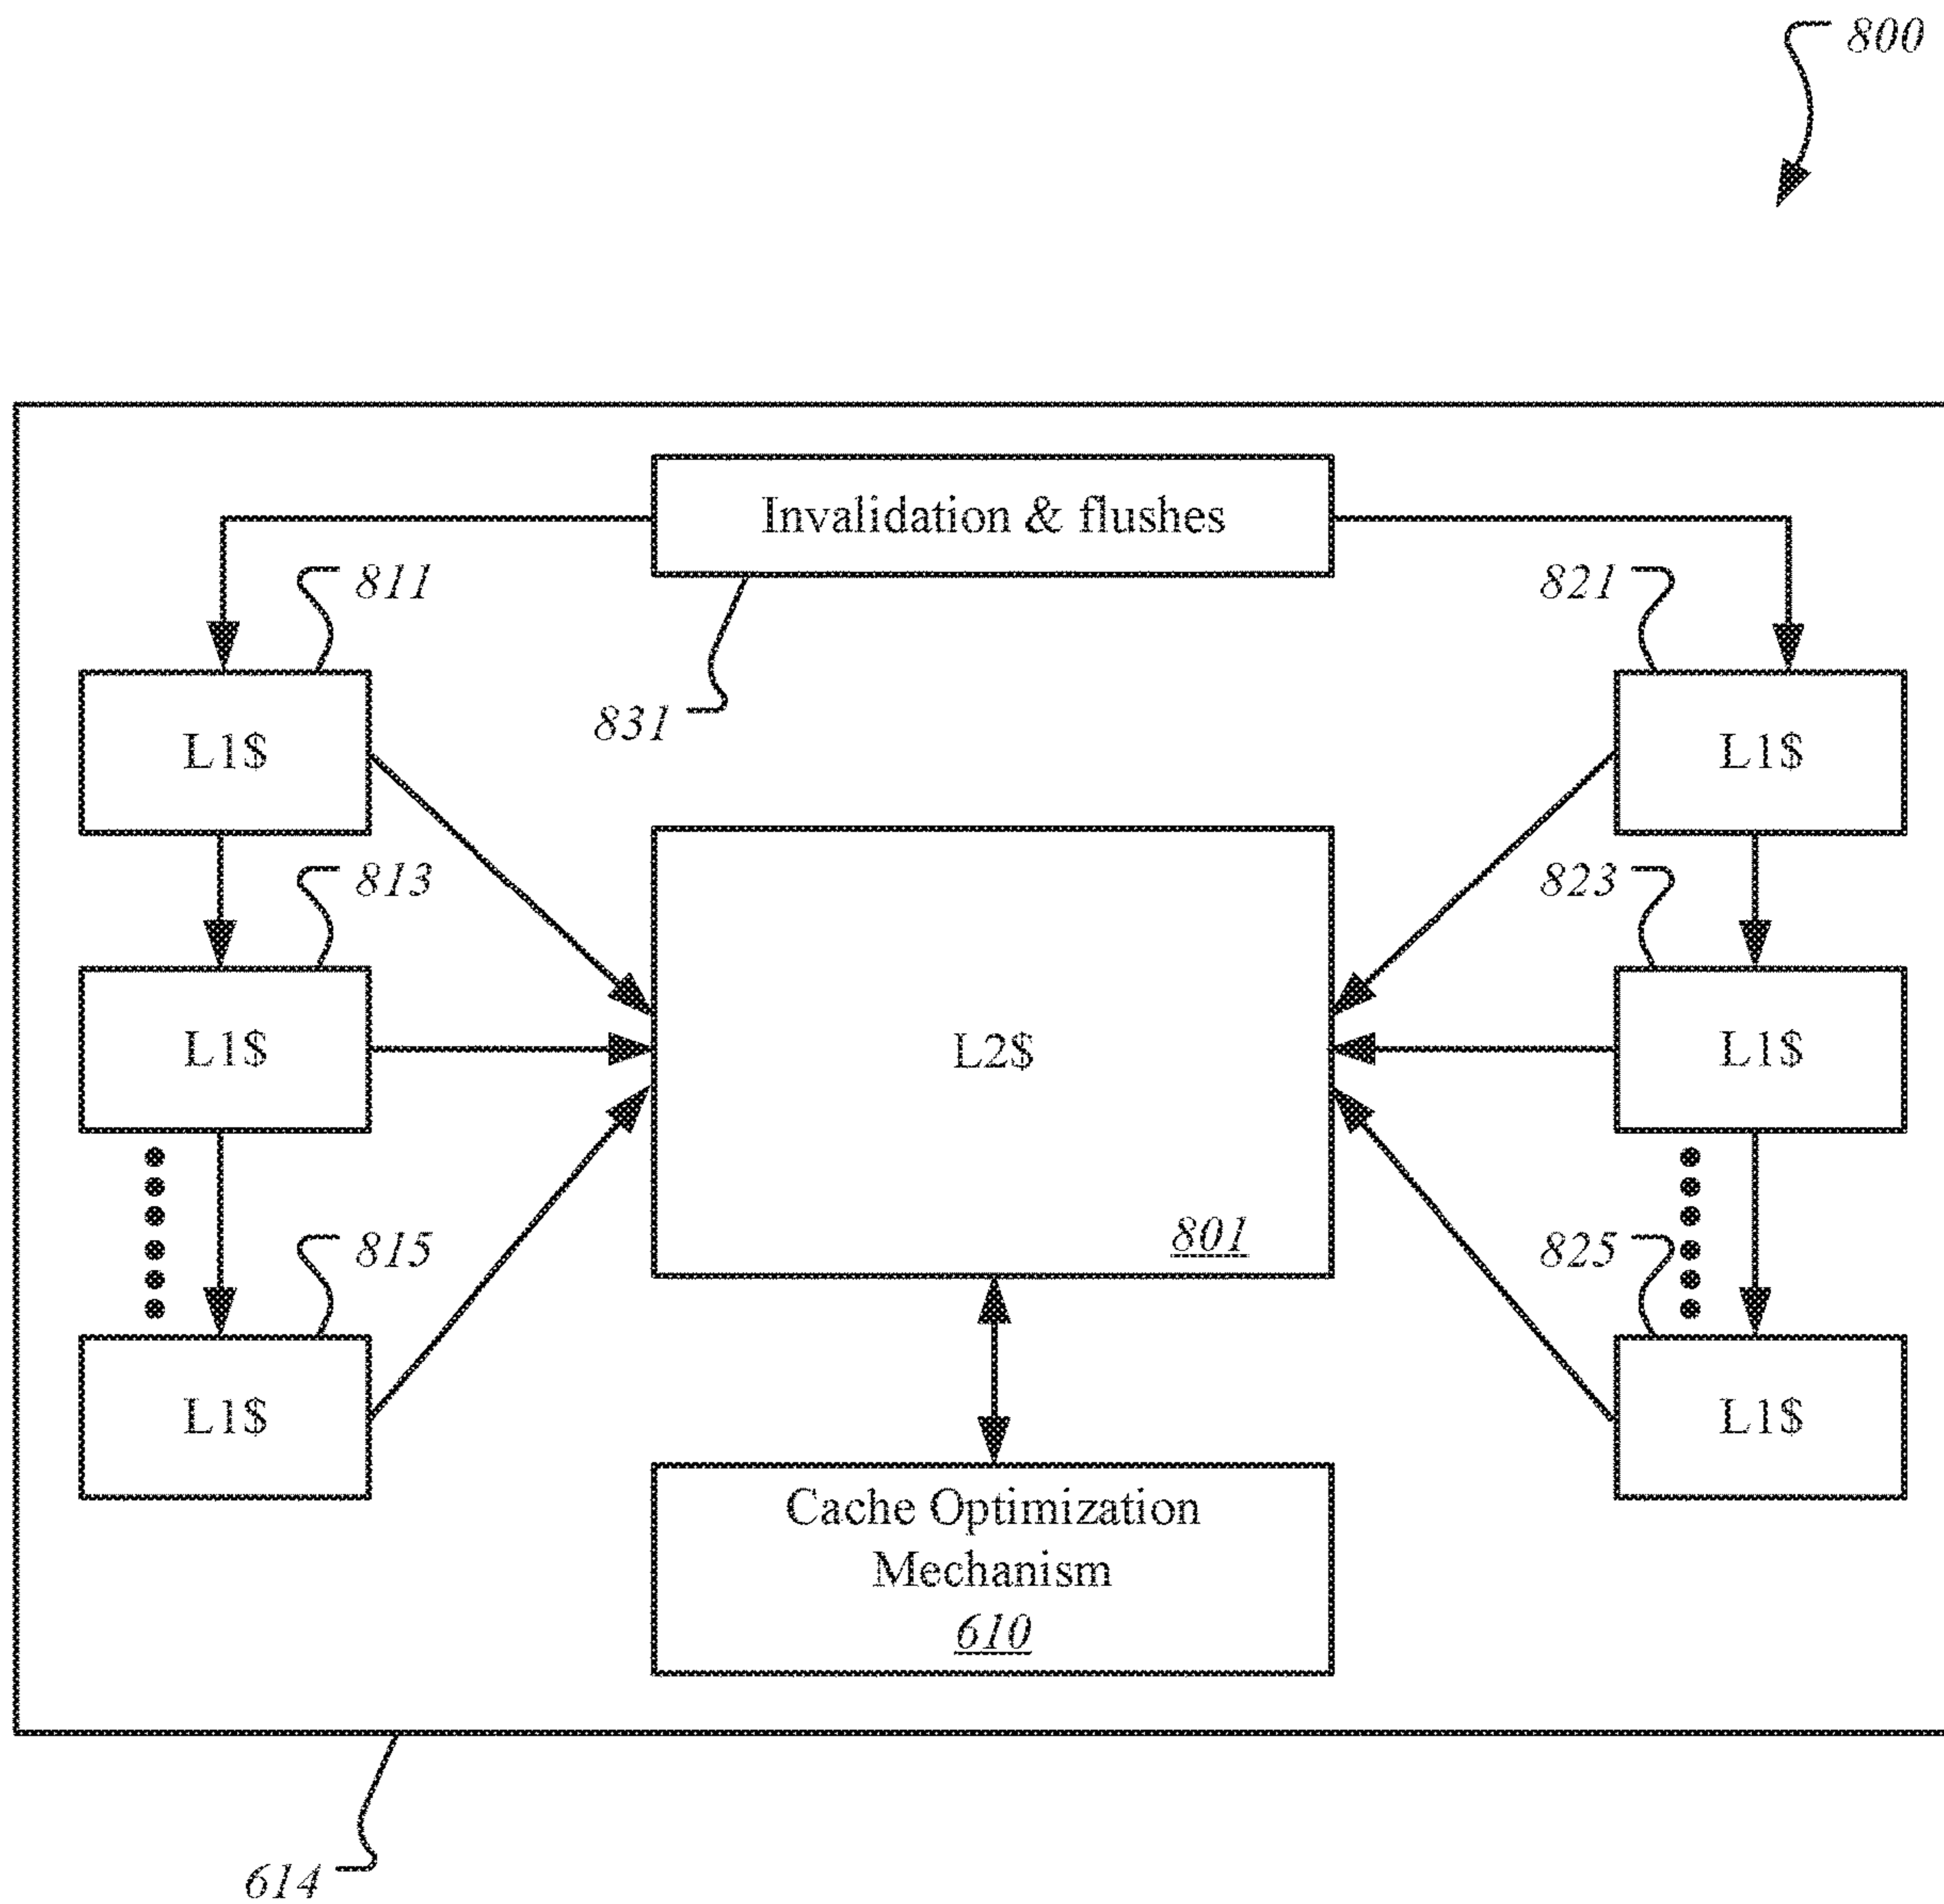 800
Invalidation & flushes
811
821
831
L1$
L1$
813
823
L1$
L2$
L1$
801
815
825
L1$
L1$
Cache Optimization
Mechanism
610
614